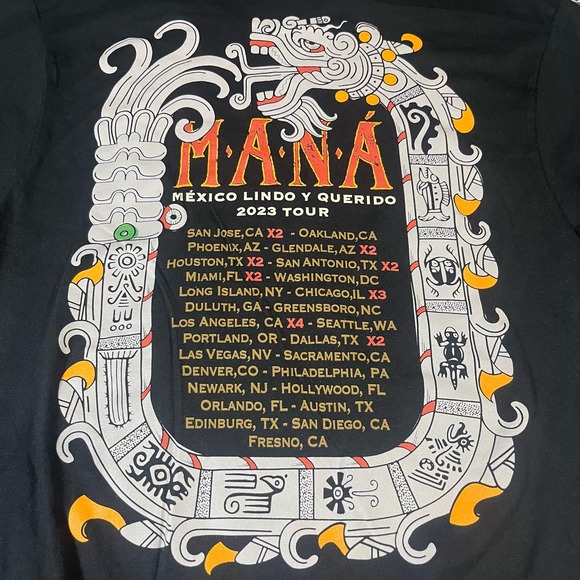 M·A·N·Á
MÉXICO LINDO Y QUERIDO
2023 TOUR
SAN JOSE,CA X2 - OAKLAND,CA
PHOENIX,AZ - GLENDALE,AZ X2
HOUSTON,TX X2 - SAN ANTONIO,TX X2
MIAMI,FL X2 - WASHINGTON,DC
LONG ISLAND,NY - CHICAGO,IL X3
DULUTH, GA - GREENSBORO,NC
LOS ANGELES, CA X4 - SEATTLE,WA
PORTLAND, OR - DALLAS,TX X2
LAS VEGAS,NV - SACRAMENTO,CA
DENVER,CO - PHILADELPHIA, PA
NEWARK, NJ - HOLLYWOOD, FL
ORLANDO, FL - AUSTIN, TX
EDINBURG, TX - SAN DIEGO, CA
FRESNO, CA